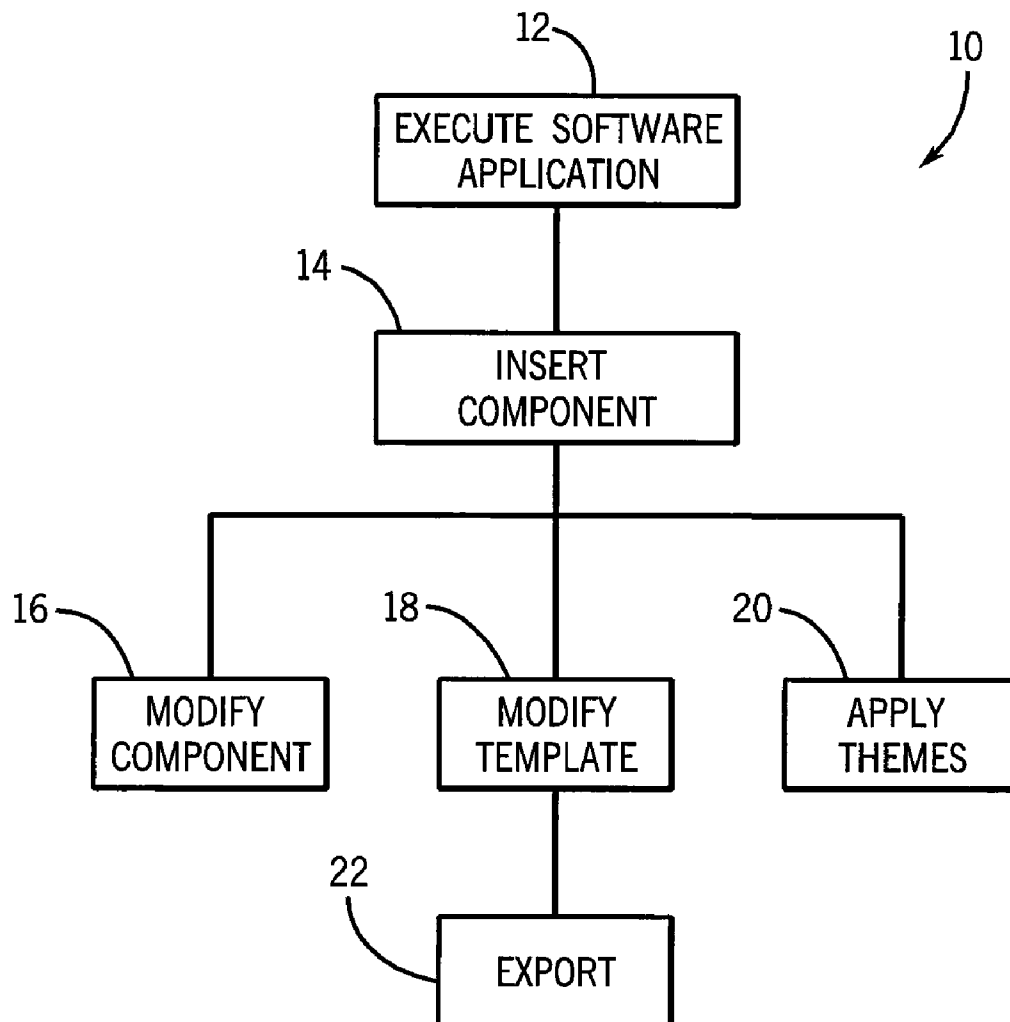 12
10
EXECUTE SOFTWARE
APPLICATION
14
INSERT
COMPONENT
16
18
20
MODIFY
COMPONENT
MODIFY
TEMPLATE
APPLY
THEMES
22
EXPORT